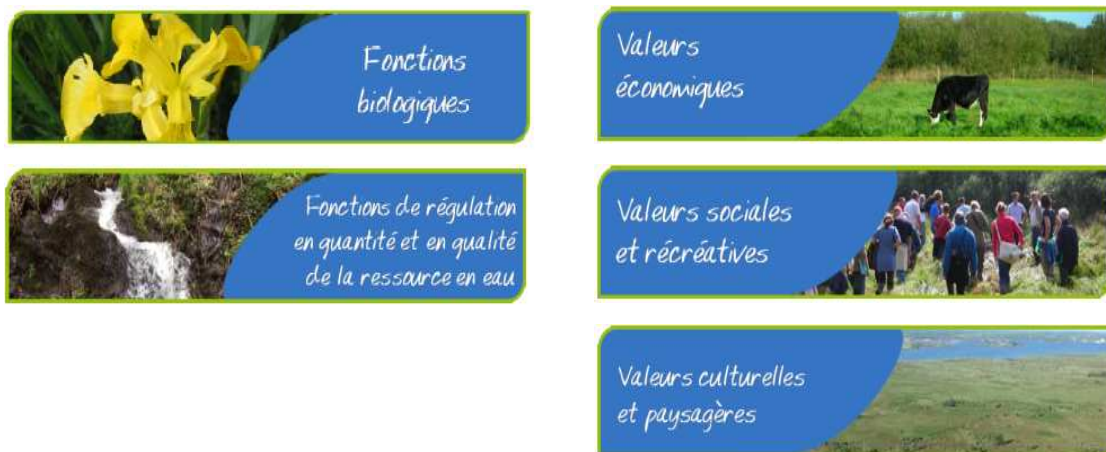 Fonctions
biologiques
Fonctions de régulation
en quantité et en qualité
de la ressource en eau
Valeurs
économiques
Valeurs sociales
et récréatives
Valeurs culturelles
et paysagères